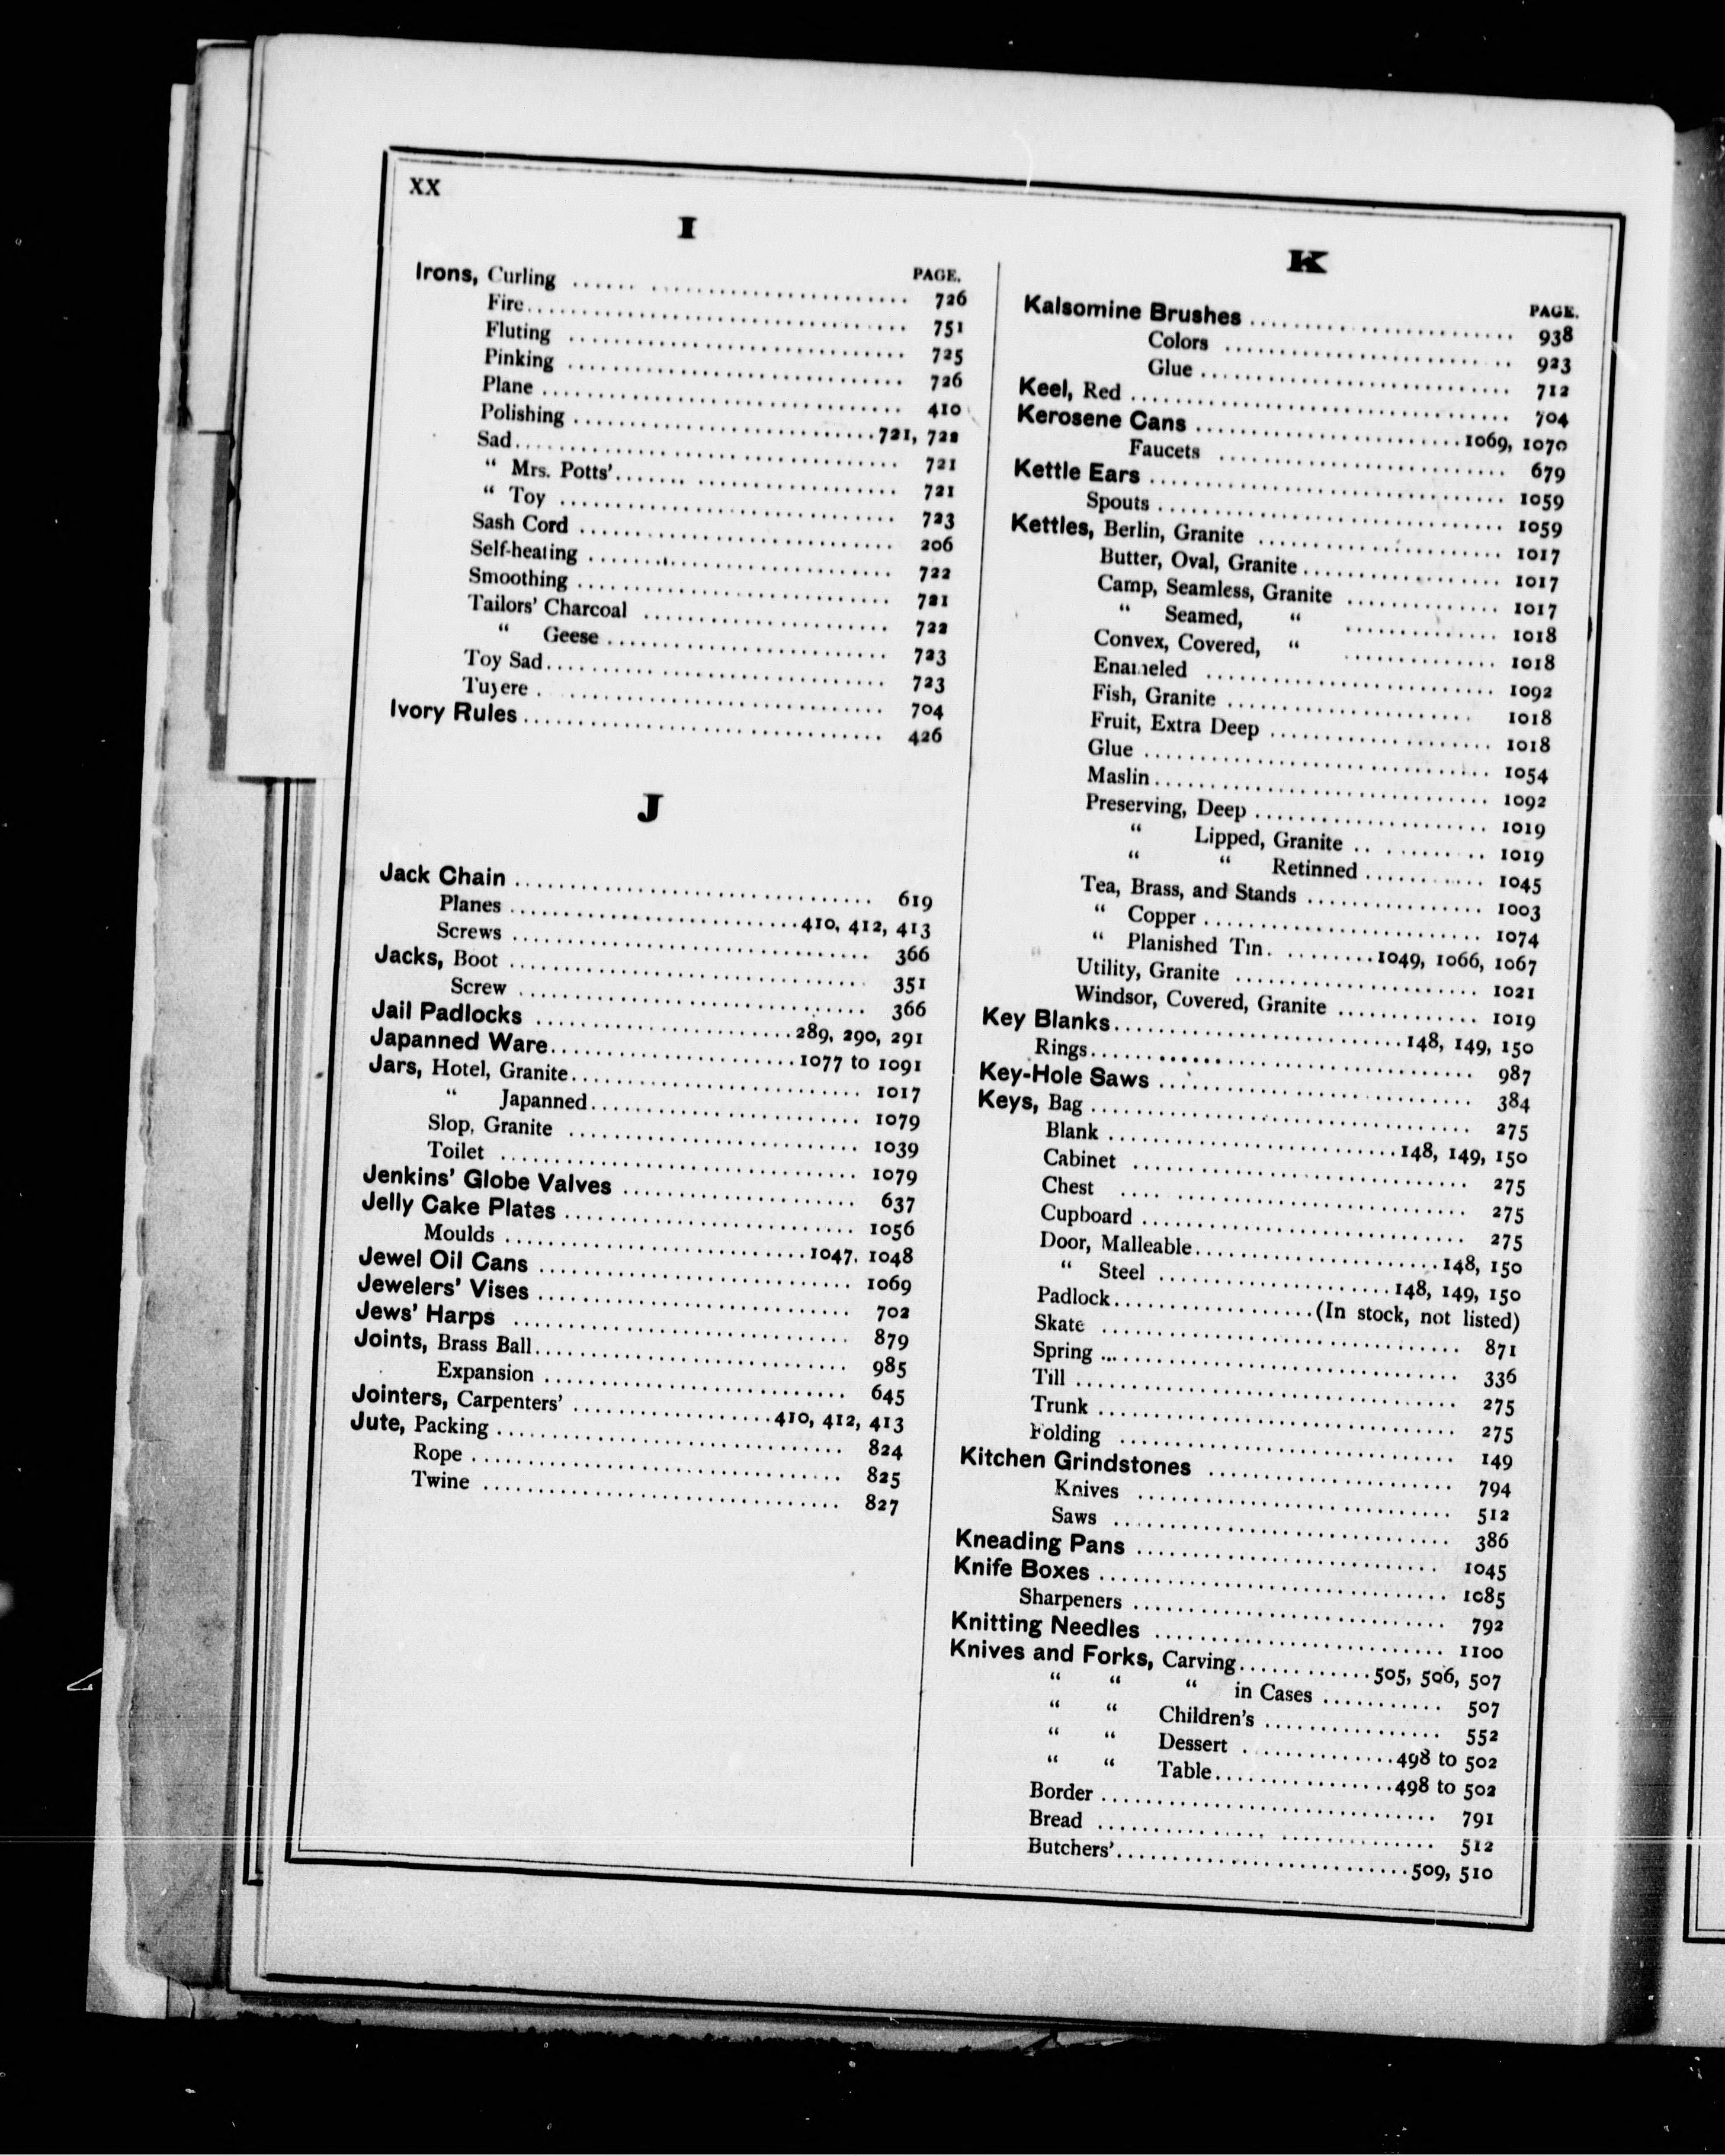 XX
I
PAGE.
Irons, Curling ........ 726
Fire ........ 751
Fluting ........ 725
Pinking ........ 726
Plane ........ 410
Polishing ........ 721, 722
Sad ........ 721
“ Mrs. Potts’ ........ 721
“ Toy ........ 723
Sash Cord ........ 206
Self-heating ........ 722
Smoothing ........ 721
Tailors’ Charcoal ........ 722
“ Geese ........ 723
Toy Sad ........ 723
Tuyere ........ 704
Ivory Rules ........ 426
J
Jack Chain ........ 619
Planes ........ 410, 412, 413
Screws ........ 366
Jacks, Boot ........ 351
Screw ........ 366
Jail Padlocks ........ 289, 290, 291
Japanned Ware ........ 1077 to 1091
Jars, Hotel, Granite ........ 1017
“ Japanned ........ 1079
Slop, Granite ........ 1039
Toilet ........ 1079
Jenkins’ Globe Valves ........ 637
Jelly Cake Plates ........ 1056
Moulds ........ 1047, 1048
Jewel Oil Cans ........ 1069
Jewelers’ Vises ........ 702
Jews’ Harps ........ 879
Joints, Brass Ball ........ 985
Expansion ........ 645
Jointers, Carpenters’ ........ 410, 412, 413
Jute, Packing ........ 824
Rope ........ 825
Twine ........ 827
K
PAGE.
Kalsomine Brushes ........ 938
Colors ........ 923
Glue ........ 712
Keel, Red ........ 704
Kerosene Cans ........ 1069, 1070
Faucets ........ 679
Kettle Ears ........ 1059
Spouts ........ 1059
Kettles, Berlin, Granite ........ 1017
Butter, Oval, Granite ........ 1017
Camp, Seamless, Granite ........ 1017
“ Seamed, “ ........ 1018
Convex, Covered, “ ........ 1018
Enameled ........ 1092
Fish, Granite ........ 1018
Fruit, Extra Deep ........ 1018
Glue ........ 1054
Maslin ........ 1092
Preserving, Deep ........ 1019
“ Lipped, Granite ........ 1019
“ “ Retinned ........ 1045
Tea, Brass, and Stands ........ 1003
“ Copper ........ 1074
“ Planished Tin ........ 1049, 1066, 1067
Utility, Granite ........ 1021
Windsor, Covered, Granite ........ 1019
Key Blanks ........ 148, 149, 150
Rings ........ 987
Key-Hole Saws ........ 384
Keys, Bag ........ 275
Blank ........ 148, 149, 150
Cabinet ........ 275
Chest ........ 275
Cupboard ........ 275
Door, Malleable ........ 148, 150
“ Steel ........ 148, 149, 150
Padlock ........ (In stock, not listed)
Skate ........ 871
Spring ........ 336
Till ........ 275
Trunk ........ 275
Folding ........ 149
Kitchen Grindstones ........ 794
Knives ........ 512
Saws ........ 386
Kneading Pans ........ 1045
Knife Boxes ........ 1085
Sharpeners ........ 792
Knitting Needles ........ 1100
Knives and Forks, Carving ........ 505, 506, 507
“ “ “ in Cases ........ 507
“ “ Children’s ........ 552
“ “ Dessert ........ 498 to 502
“ “ Table ........ 498 to 502
Border ........ 791
Bread ........ 512
Butchers’ ........ 509, 510